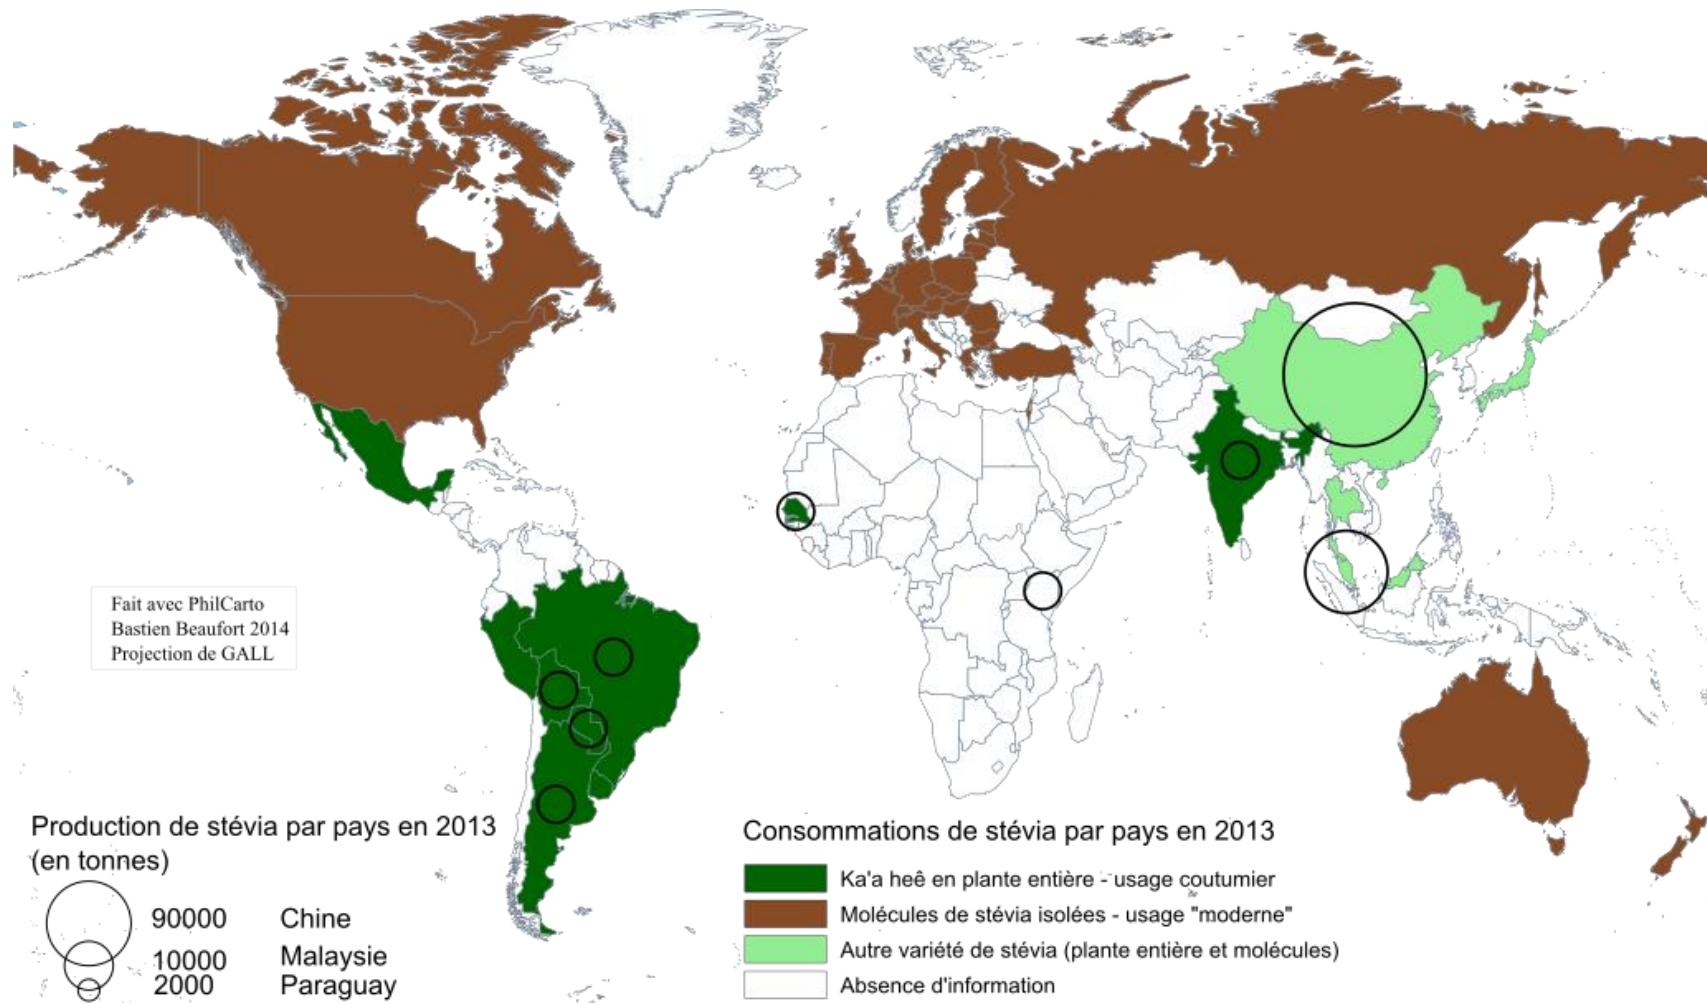 Fait avec PhilCarto
Bastien Beaufort 2014
Projection de GALL
Production de stévia par pays en 2013
(en tonnes)
90000 Chine
10000 Malaysie
2000 Paraguay
Consommations de stévia par pays en 2013
Ka'a heê en plante entière - usage coutumier
Molécules de stévia isolées - usage "moderne"
Autre variété de stévia (plante entière et molécules)
Absence d'information